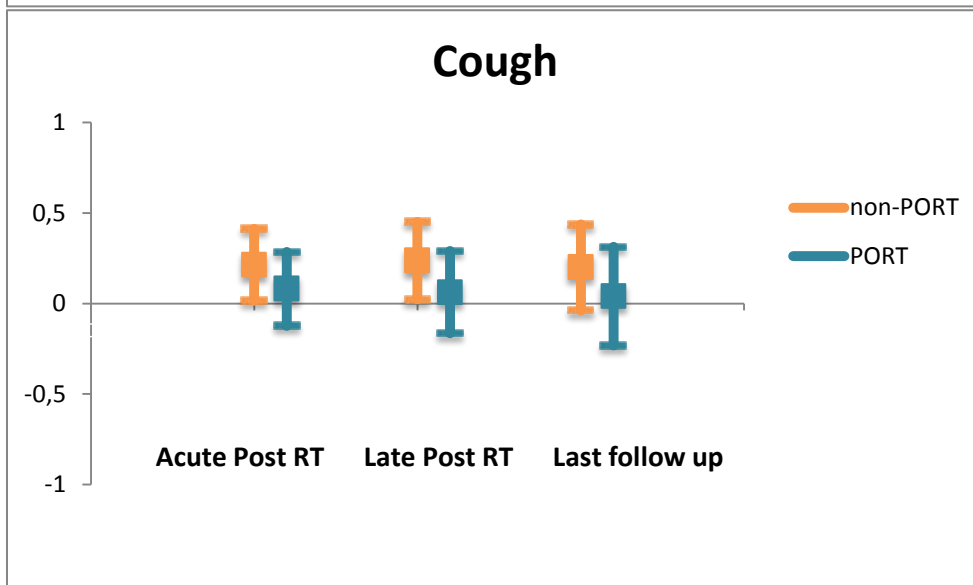 Cough
1
0,5
0
-0,5
-1
Acute Post RT Late Post RT Last follow up
non-PORT
PORT